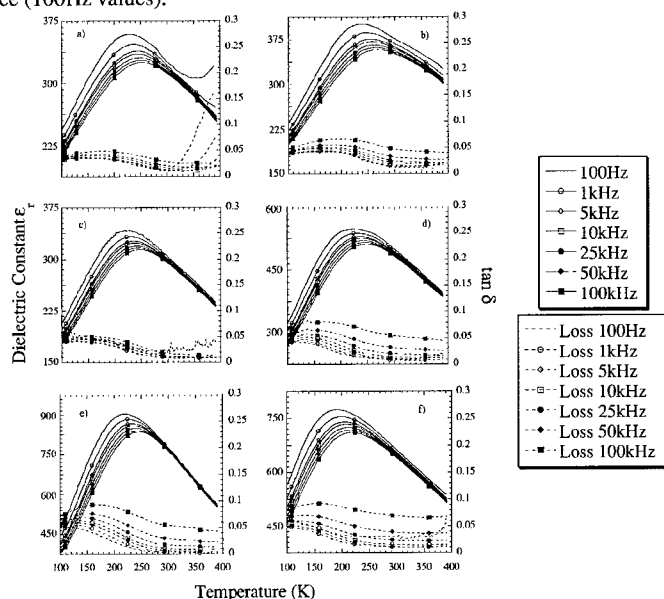 ce (100Hz values).
a)
375
300
225
0.3
0.25
0.2
0.15
0.1
0.05
0
b)
375
300
225
150
0.3
0.25
0.2
0.15
0.1
0.05
0
c)
375
300
225
150
0.3
0.25
0.2
0.15
0.1
0.05
0
d)
600
450
300
0.3
0.25
0.2
0.15
0.1
0.05
0
e)
900
750
600
450
0.3
0.25
0.2
0.15
0.1
0.05
0
f)
750
600
450
0.3
0.25
0.2
0.15
0.1
0.05
0
100 150 200 250 300 350 400
100 150 200 250 300 350 400
Dielectric Constant εr
tan δ
Temperature (K)
100Hz
1kHz
5kHz
10kHz
25kHz
50kHz
100kHz
Loss 100Hz
Loss 1kHz
Loss 5kHz
Loss 10kHz
Loss 25kHz
Loss 50kHz
Loss 100kHz